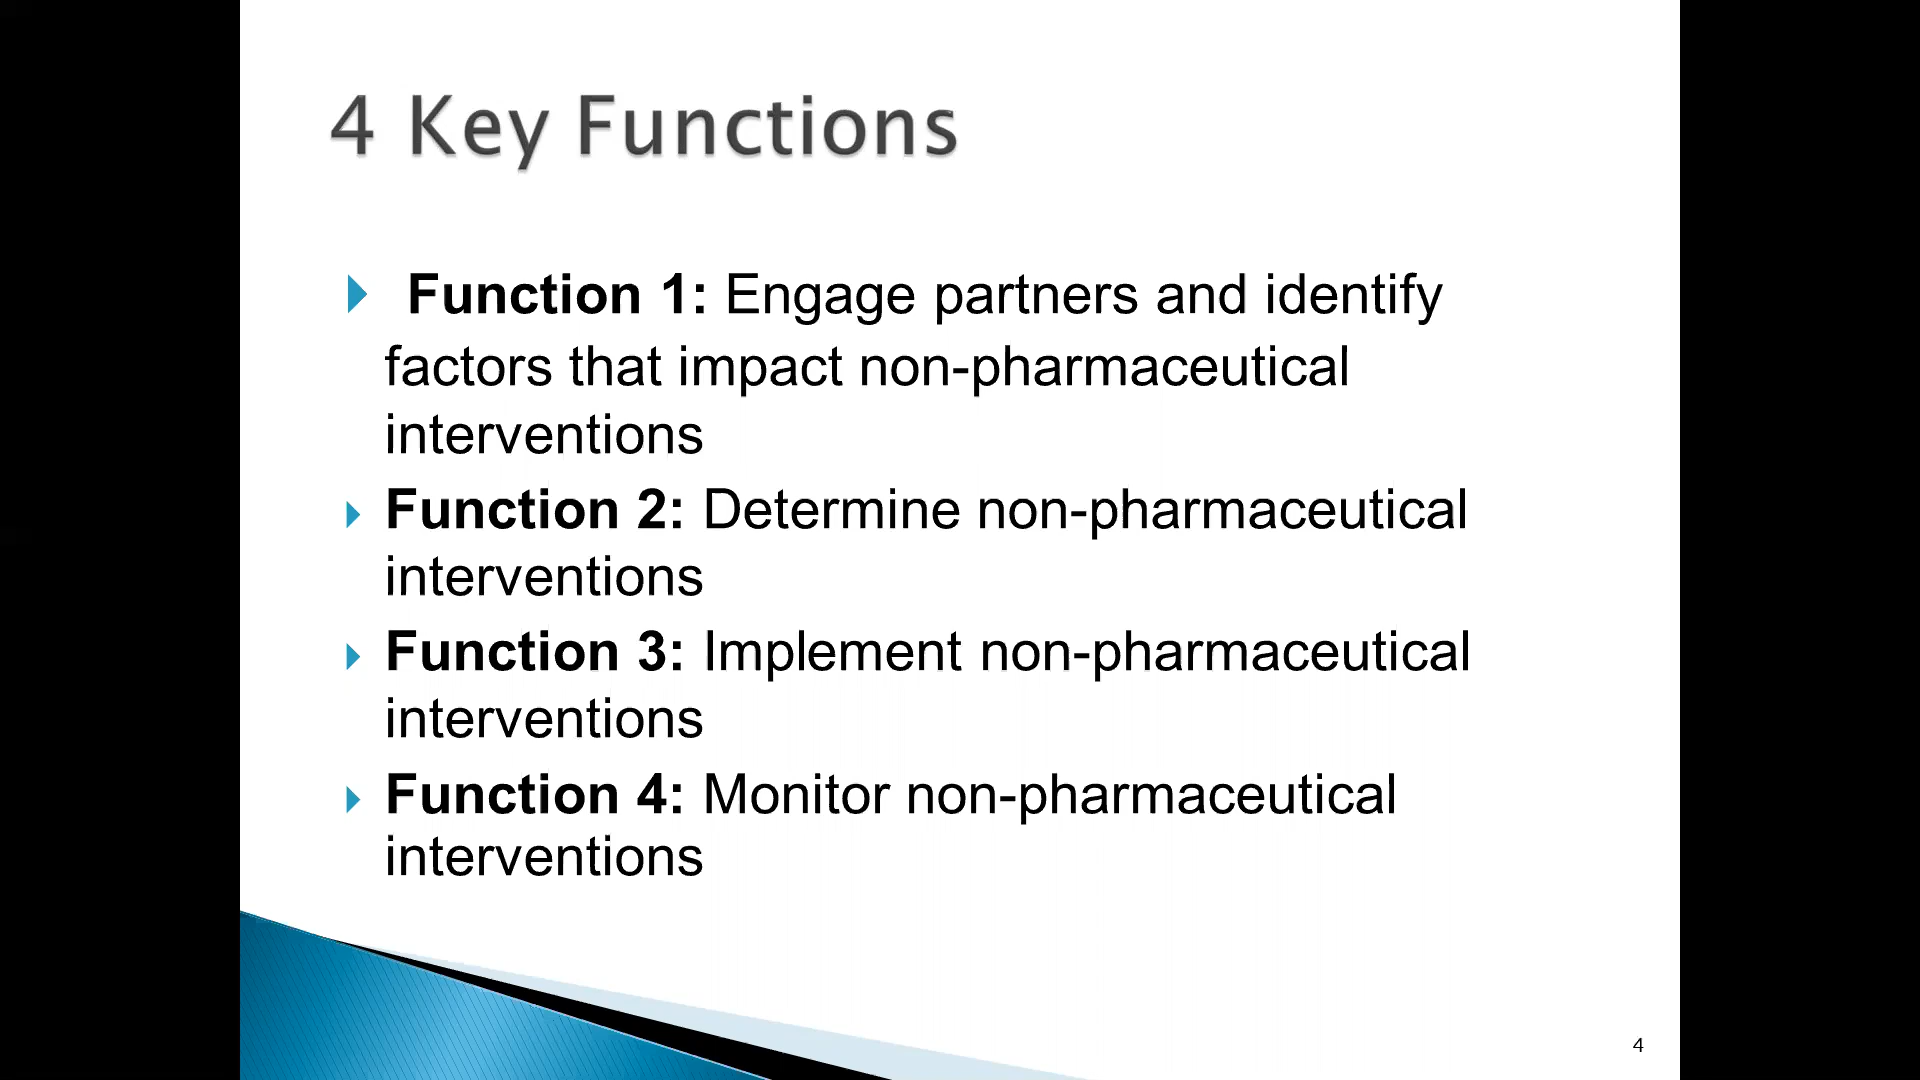 4 Key Functions
Function 1: Engage partners and identify
factors that impact non-pharmaceutical
interventions
Function 2: Determine non-pharmaceutical
interventions
Function 3: Implement non-pharmaceutical
interventions
Function 4: Monitor non-pharmaceutical
interventions
4